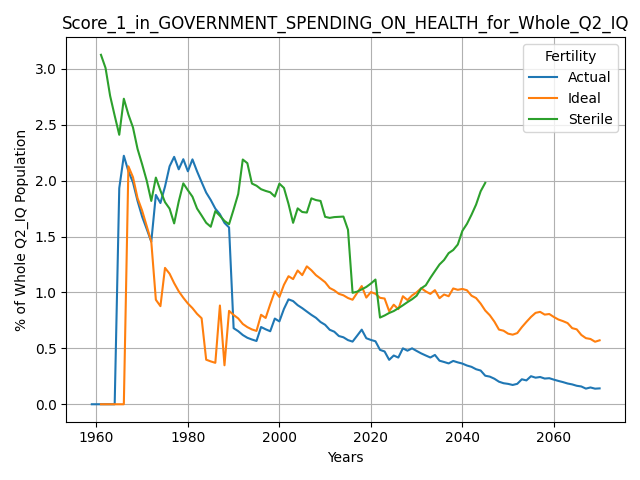 Score_1_in_GOVERNMENT_SPENDING_ON_HEALTH_for_Whole_Q2_IQ
Fertility
Actual
Ideal
Sterile
% of Whole Q2_IQ Population
3.0
2.5
2.0
1.5
1.0
0.5
0.0
1960 1980 2000 2020 2040 2060
Years